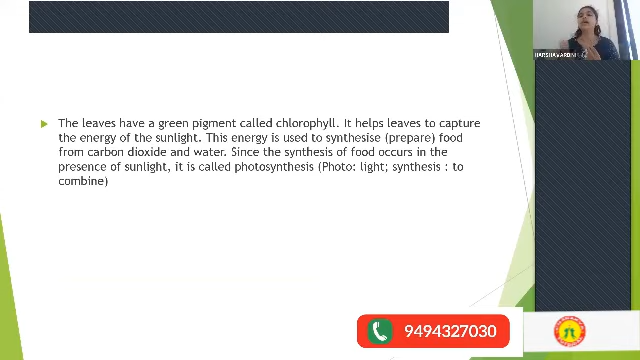 HARSHAVARDINI
The leaves have a green pigment called chlorophyll. It helps leaves to capture
the energy of the sunlight. This energy is used to synthesise (prepare) food
from carbon dioxide and water. Since the synthesis of food occurs in the
presence of sunlight, it is called photosynthesis (Photo: light; synthesis : to
combine)
9494327030